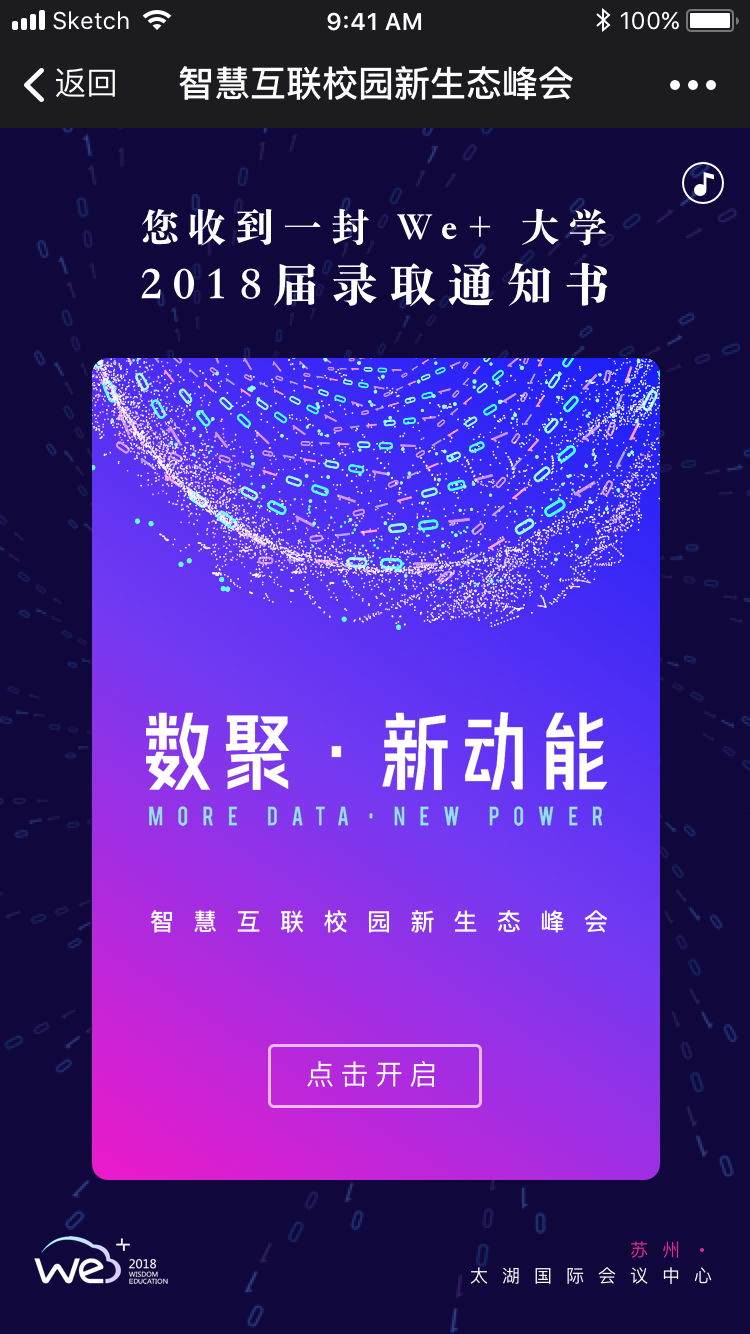 Sketch 9:41 AM 100%
返回 智慧互联校园新生态峰会
您收到一封 We+ 大学
2018届录取通知书
数聚·新动能
MORE DATA·NEW POWER
智慧互联校园新生态峰会
点击开启
we+ 2018
WISDOM
EDUCATION
苏州·
太湖国际会议中心